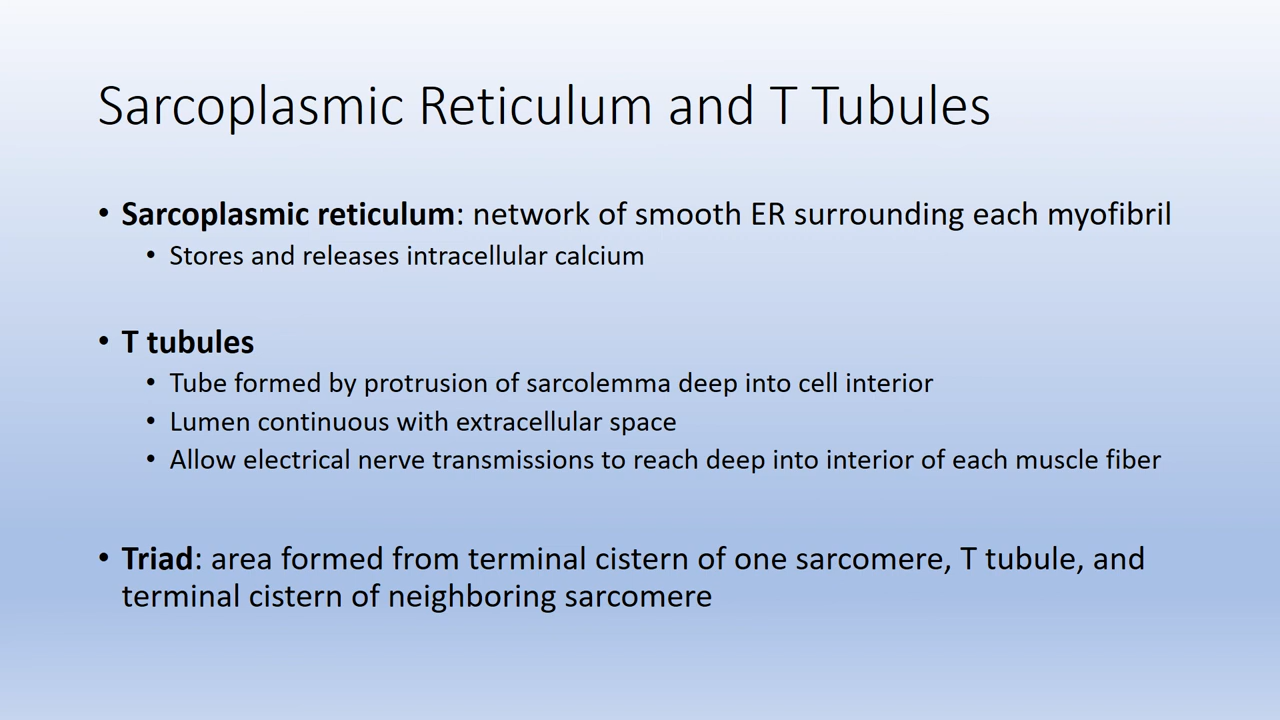 Sarcoplasmic Reticulum and T Tubules
• Sarcoplasmic reticulum: network of smooth ER surrounding each myofibril
• Stores and releases intracellular calcium
• T tubules
• Tube formed by protrusion of sarcolemma deep into cell interior
• Lumen continuous with extracellular space
• Allow electrical nerve transmissions to reach deep into interior of each muscle fiber
• Triad: area formed from terminal cistern of one sarcomere, T tubule, and
terminal cistern of neighboring sarcomere